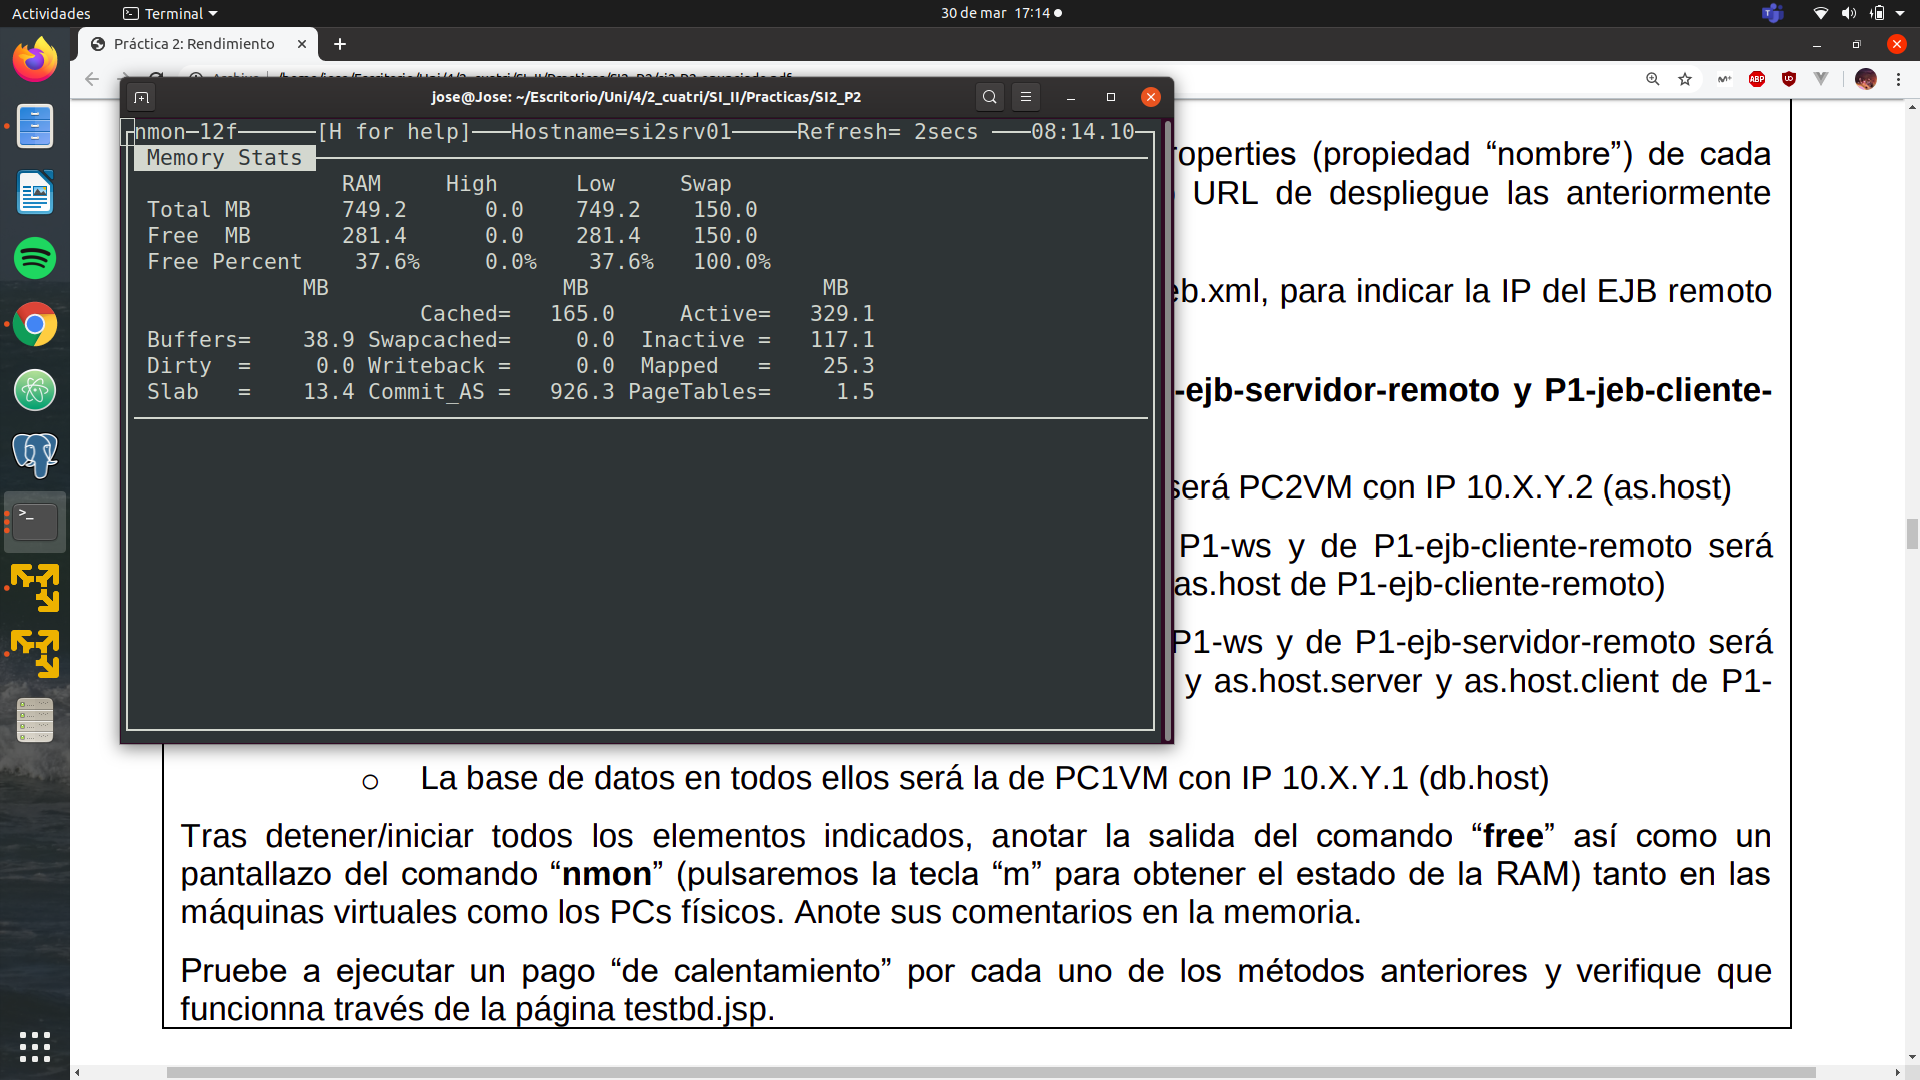 Actividades
Terminal
30 de mar 17:14
Práctica 2: Rendimiento
jose@Jose: ~/Escritorio/Uni/4/2_cuatri/SI_II/Practicas/SI2_P2
nmon—12f [H for help] Hostname=si2srv01 Refresh= 2secs 08:14.10
Memory Stats
RAM High Low Swap
Total MB 749.2 0.0 749.2 150.0
Free MB 281.4 0.0 281.4 150.0
Free Percent 37.6% 0.0% 37.6% 100.0%
MB MB MB
Cached= 165.0 Active= 329.1
Buffers= 38.9 Swapcached= 0.0 Inactive = 117.1
Dirty = 0.0 Writeback = 0.0 Mapped = 25.3
Slab = 13.4 Commit_AS = 926.3 PageTables= 1.5
roperties (propiedad “nombre”) de cada
URL de despliegue las anteriormente
eb.xml, para indicar la IP del EJB remoto
-ejb-servidor-remoto y P1-jeb-cliente-
será PC2VM con IP 10.X.Y.2 (as.host)
P1-ws y de P1-ejb-cliente-remoto será
as.host de P1-ejb-cliente-remoto)
P1-ws y de P1-ejb-servidor-remoto será
y as.host.server y as.host.client de P1-
o La base de datos en todos ellos será la de PC1VM con IP 10.X.Y.1 (db.host)
Tras detener/iniciar todos los elementos indicados, anotar la salida del comando “free” así como un
pantallazo del comando “nmon” (pulsaremos la tecla “m” para obtener el estado de la RAM) tanto en las
máquinas virtuales como los PCs físicos. Anote sus comentarios en la memoria.
Pruebe a ejecutar un pago “de calentamiento” por cada uno de los métodos anteriores y verifique que
funcionna través de la página testbd.jsp.